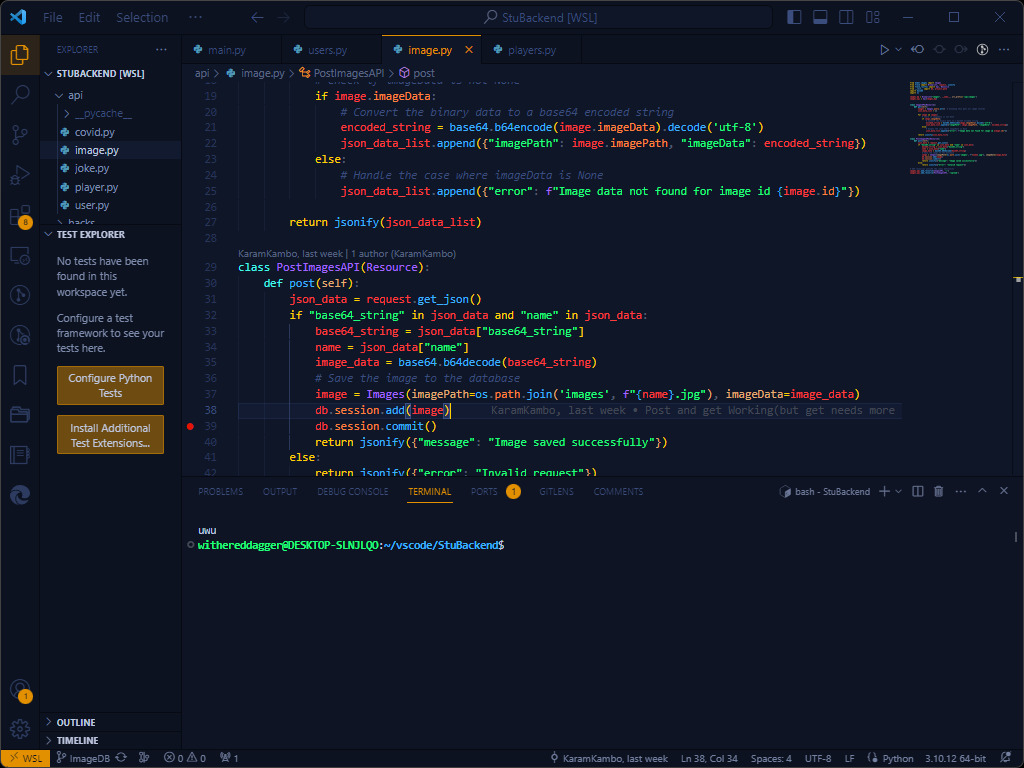 File Edit Selection ··· StuBackend [WSL]
EXPLORER ···
STUBACKEND [WSL]
api
__pycache__
covid.py
image.py
joke.py
player.py
user.py
hacks
TEST EXPLORER
No tests have been
found in this
workspace yet.
Configure a test
framework to see your
tests here.
Configure Python
Tests
Install Additional
Test Extensions...
OUTLINE
TIMELINE
8
1
main.py users.py image.py players.py
api > image.py > PostImagesAPI > post
19 if image.imageData:
20 # Convert the binary data to a base64 encoded string
21 encoded_string = base64.b64encode(image.imageData).decode('utf-8')
22 json_data_list.append({"imagePath": image.imagePath, "imageData": encoded_string})
23 else:
24 # Handle the case where imageData is None
25 json_data_list.append({"error": f"Image data not found for image id {image.id}"})
26
27 return jsonify(json_data_list)
28
KaramKambo, last week | 1 author (KaramKambo)
29 class PostImagesAPI(Resource):
30 def post(self):
31 json_data = request.get_json()
32 if "base64_string" in json_data and "name" in json_data:
33 base64_string = json_data["base64_string"]
34 name = json_data["name"]
35 image_data = base64.b64decode(base64_string)
36 # Save the image to the database
37 image = Images(imagePath=os.path.join('images', f"{name}.jpg"), imageData=image_data)
38 db.session.add(image) KaramKambo, last week • Post and get Working(but get needs more
39 db.session.commit()
40 return jsonify({"message": "Image saved successfully"})
41 else:
42 return jsonify({"error": "Invalid request"})
PROBLEMS OUTPUT DEBUG CONSOLE TERMINAL PORTS 1 GITLENS COMMENTS bash - StuBackend
uwu
withereddagger@DESKTOP-SLNJLQO:~/vscode/StuBackend$
WSL ImageDB 0 0 1 KaramKambo, last week Ln 38, Col 34 Spaces: 4 UTF-8 LF Python 3.10.12 64-bit